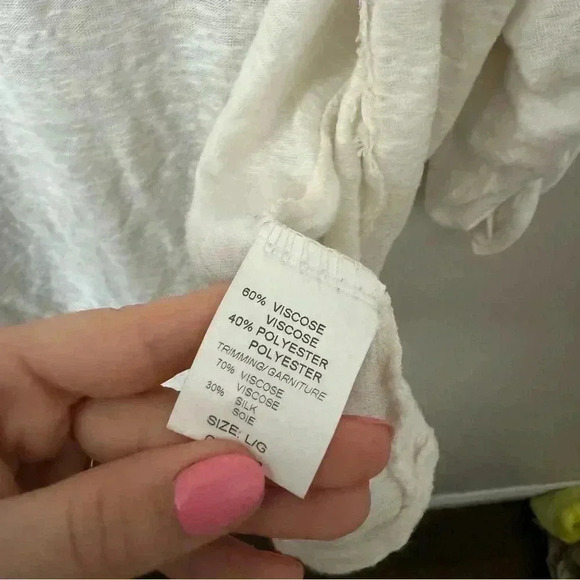 60% VISCOSE
VISCOSE
40% POLYESTER
POLYESTER
TRIMMING/GARNITURE
70% VISCOSE
VISCOSE
30% SILK
SOIE
SIZE: L/G